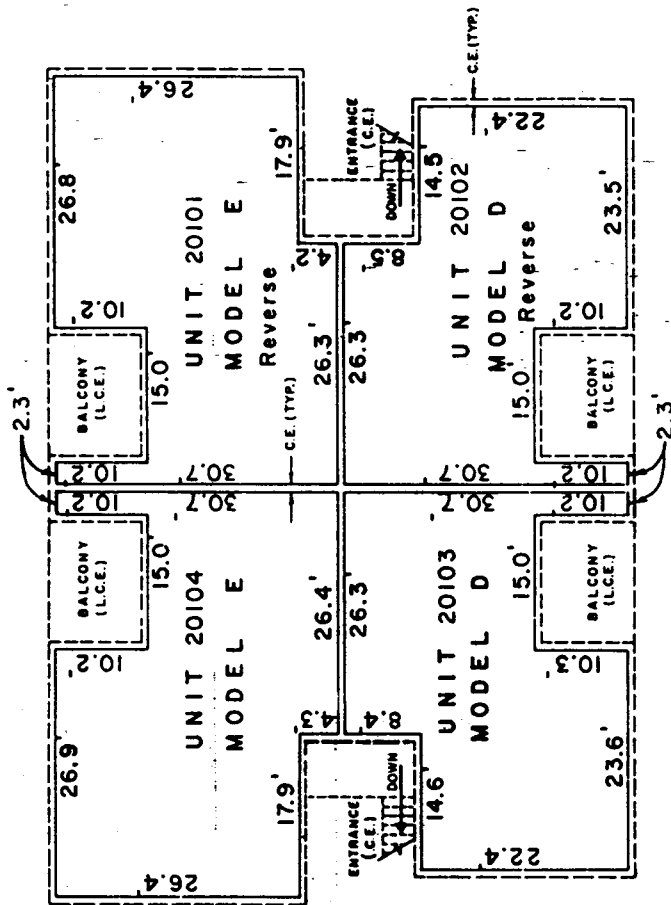 2.3'
BALCONY
(L.C.E.)
BALCONY
(L.C.E.)
26.9'
10.2'
15.0'
10.2'
30.7'
10.2'
30.7'
15.0'
10.2'
26.8
26.4'
UNIT 20104
MODEL E
UNIT 20101
MODEL E
Reverse
26.4'
C.E. (TYP.)
26.4'
17.9'
4.3'
26.4'
26.3'
4.2'
17.9'
ENTRANCE
(C.E.)
DOWN
8.4'
14.6
26.3'
26.3
8.5'
14.5
ENTRANCE
(C.E.)
DOWN
C.E. (TYP.)
22.4'
UNIT 20103
MODEL D
UNIT 20102
MODEL D
Reverse
22.4'
23.6'
10.3'
15.0'
30.7'
10.2
30.7
10.2
15.0'
10.2'
23.5'
BALCONY
(L.C.E.)
BALCONY
(L.C.E.)
2.3'